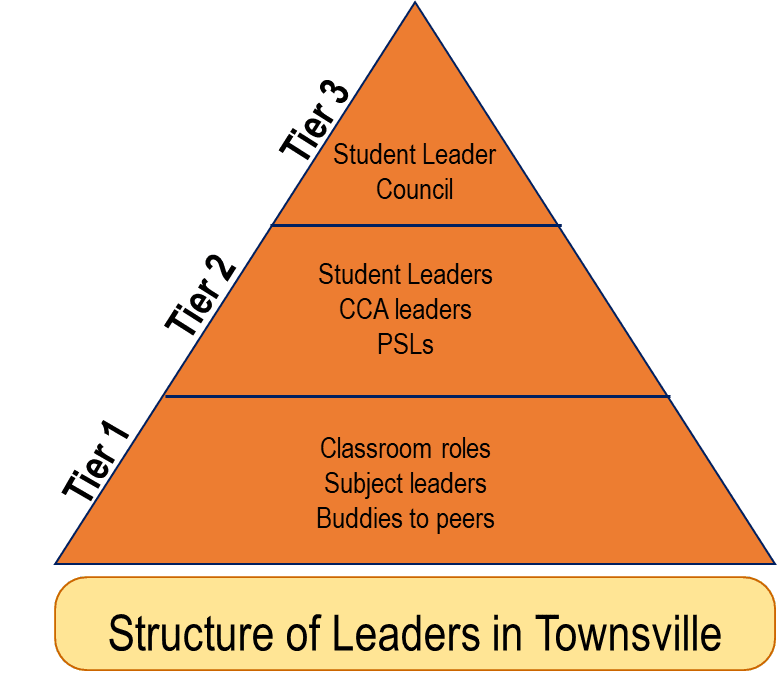 Tier 3
Student Leader
Council
Tier 2
Student Leaders
CCA leaders
PSLs
Tier 1
Classroom roles
Subject leaders
Buddies to peers
Structure of Leaders in Townsville